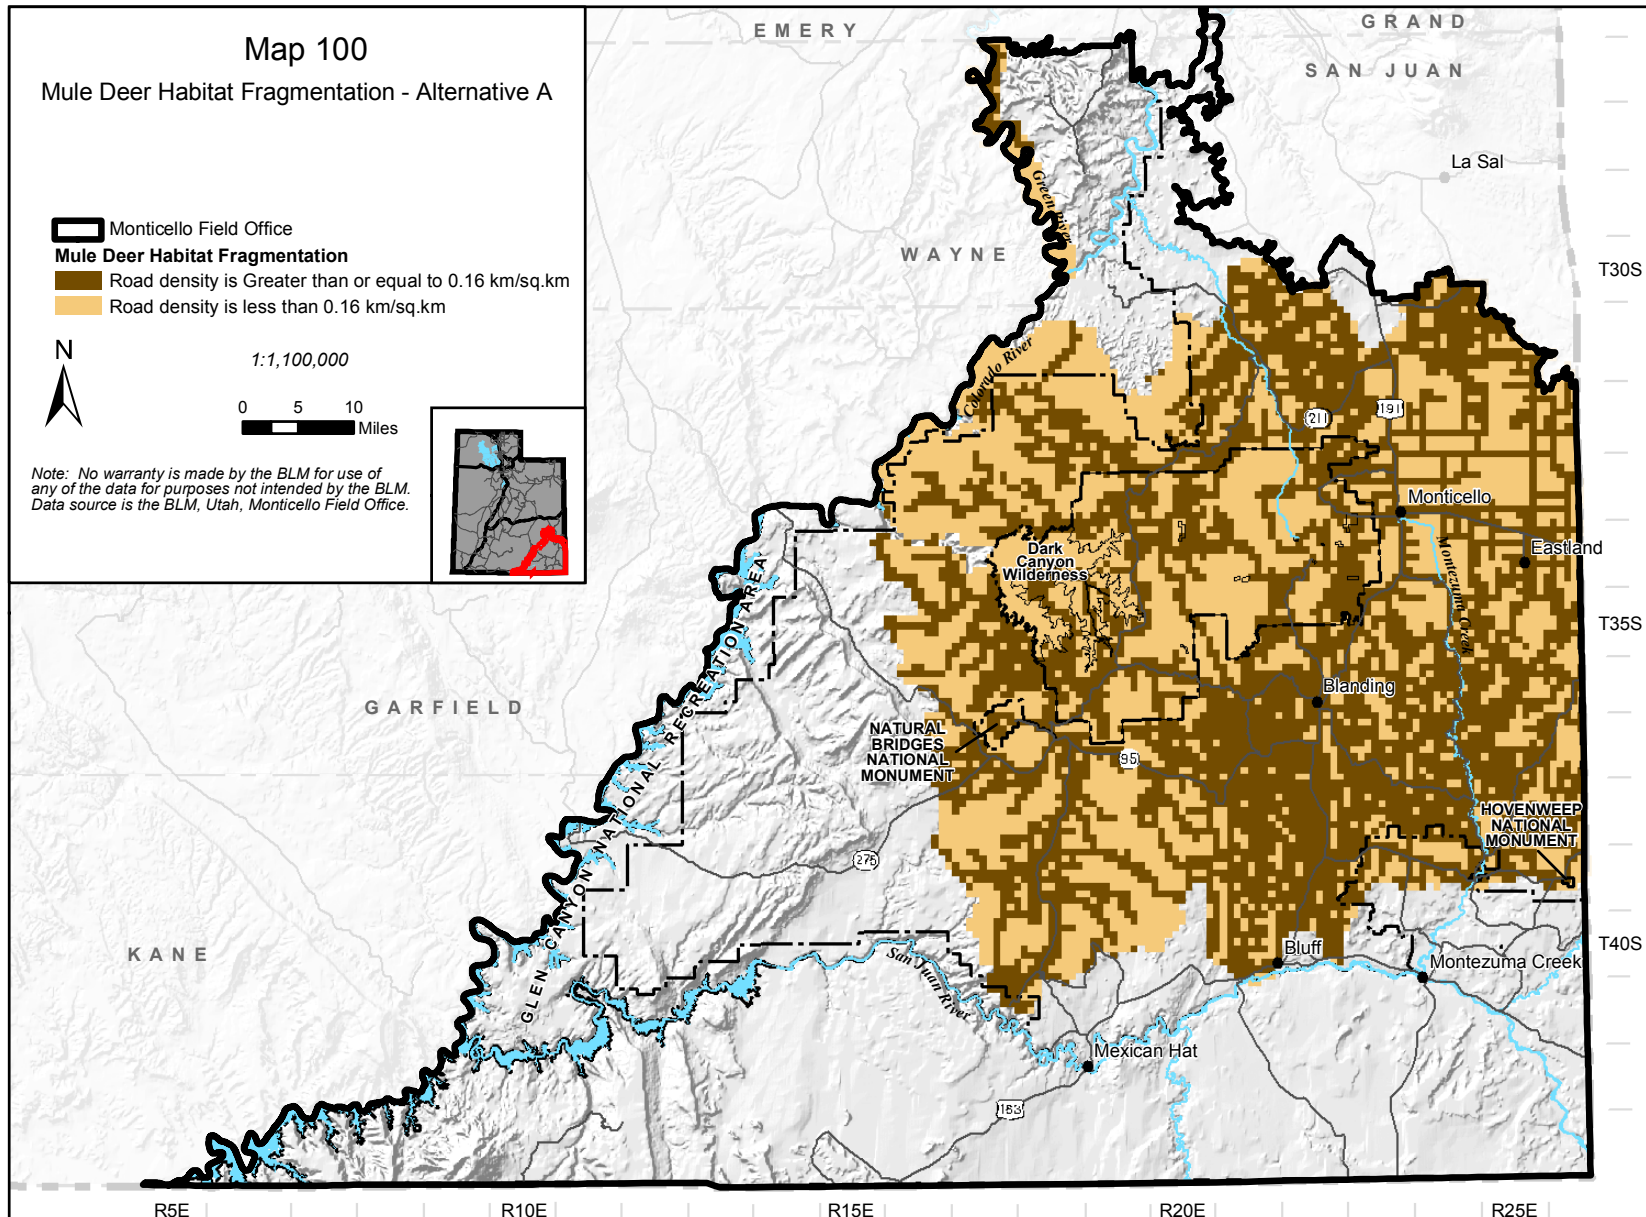 Map 100
Mule Deer Habitat Fragmentation - Alternative A
Monticello Field Office
Mule Deer Habitat Fragmentation
Road density is Greater than or equal to 0.16 km/sq.km
Road density is less than 0.16 km/sq.km
N
1:1,100,000
0 5 10
Miles
Note: No warranty is made by the BLM for use of
any of the data for purposes not intended by the BLM.
Data source is the BLM, Utah, Monticello Field Office.
EMERY
GRAND
SAN JUAN
La Sal
WAYNE
Green River
T30S
Colorado River
211
191
Monticello
Eastland
Dark
Canyon
Wilderness
Montezuma Creek
T35S
GARFIELD
Blanding
NATURAL
BRIDGES
NATIONAL
MONUMENT
95
GLEN CANYON NATIONAL RECREATION AREA
HOVENWEEP
NATIONAL
MONUMENT
276
KANE
San Juan River
Bluff
T40S
Montezuma Creek
Mexican Hat
163
R5E
R10E
R15E
R20E
R25E